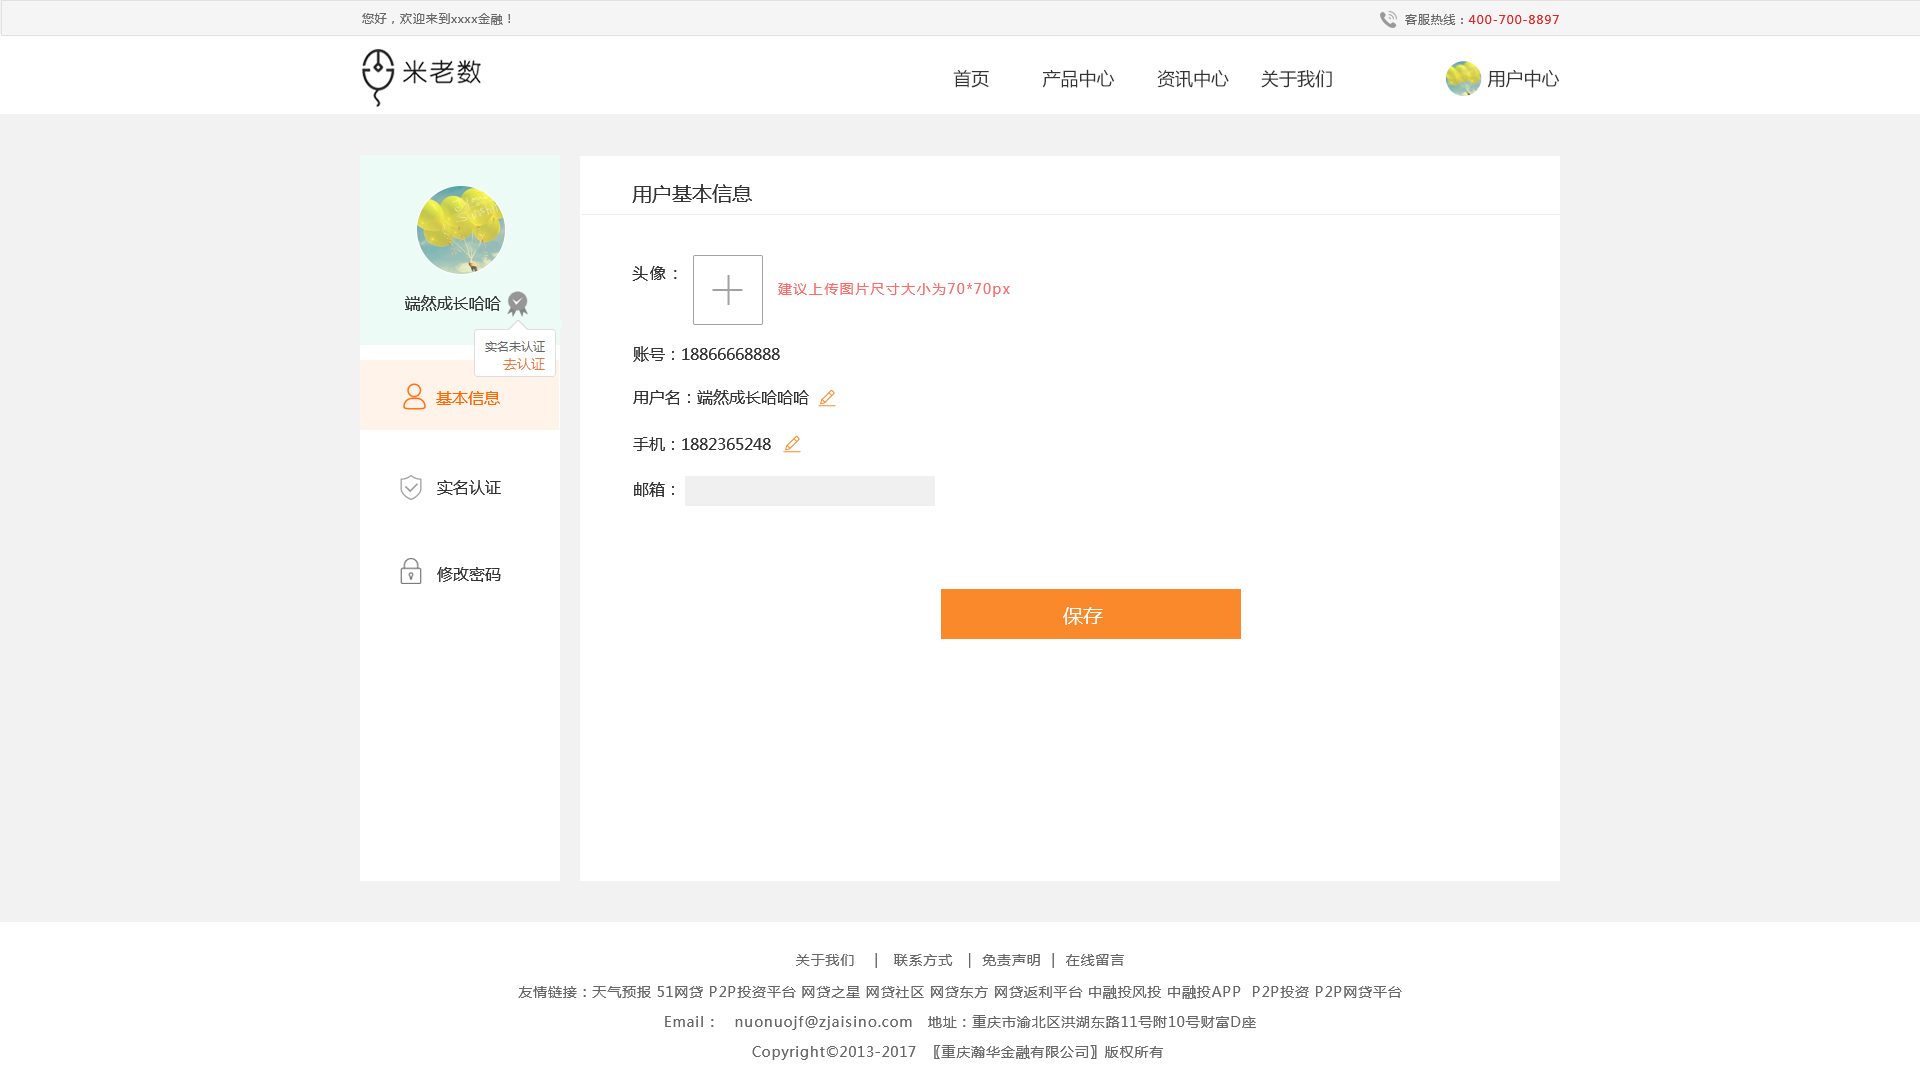 您好，欢迎来到xxxx金融！
客服热线：400-700-8897
米老数
首页 产品中心 资讯中心 关于我们 用户中心
端然成长哈哈
实名未认证
去认证
基本信息
实名认证
修改密码
用户基本信息
头像：
建议上传图片尺寸大小为70*70px
账号：18866668888
用户名：端然成长哈哈哈
手机：1882365248
邮箱：
保存
关于我们 | 联系方式 | 免责声明 | 在线留言
友情链接：天气预报 51网贷 P2P投资平台 网贷之星 网贷社区 网贷东方 网贷返利平台 中融投风投 中融投APP P2P投资 P2P网贷平台
Email： nuonuojf@zjaisino.com 地址：重庆市渝北区洪湖东路11号附10号财富D座
Copyright©2013-2017 〖重庆瀚华金融有限公司〗版权所有